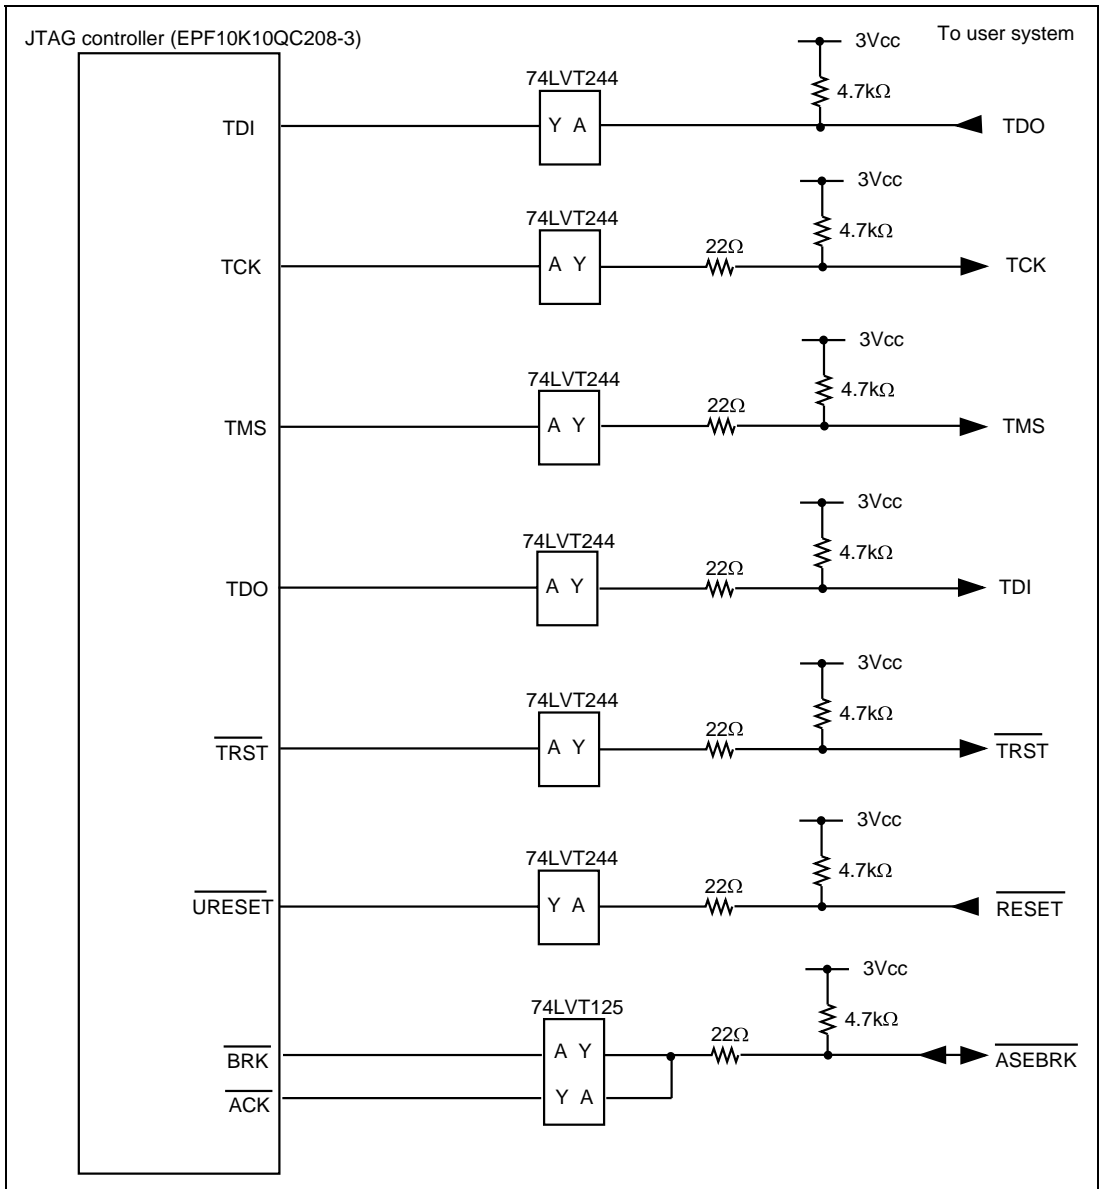 JTAG controller (EPF10K10QC208-3)
To user system
3Vcc
74LVT244
4.7kΩ
TDI
Y A
TDO
3Vcc
74LVT244
4.7kΩ
22Ω
TCK
A Y
TCK
3Vcc
74LVT244
4.7kΩ
22Ω
TMS
A Y
TMS
3Vcc
74LVT244
4.7kΩ
22Ω
TDO
A Y
TDI
3Vcc
74LVT244
4.7kΩ
22Ω
TRST
A Y
TRST
3Vcc
74LVT244
4.7kΩ
22Ω
URESET
Y A
RESET
3Vcc
74LVT125
4.7kΩ
22Ω
BRK
A Y
ASEBRK
ACK
Y A